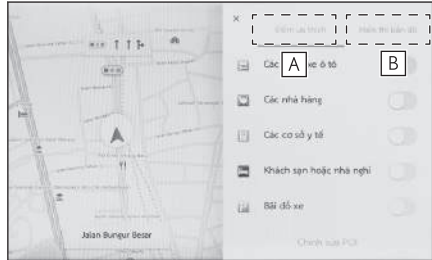 ×
Điểm ưa thích
Hiển thị bản đồ
A
B
Các xe ô tô
Các nhà hàng
Các cơ sở y tế
Khách sạn hoặc nhà nghỉ
Bãi đỗ xe
Chỉnh sửa POI
Jalan Bungur Besar